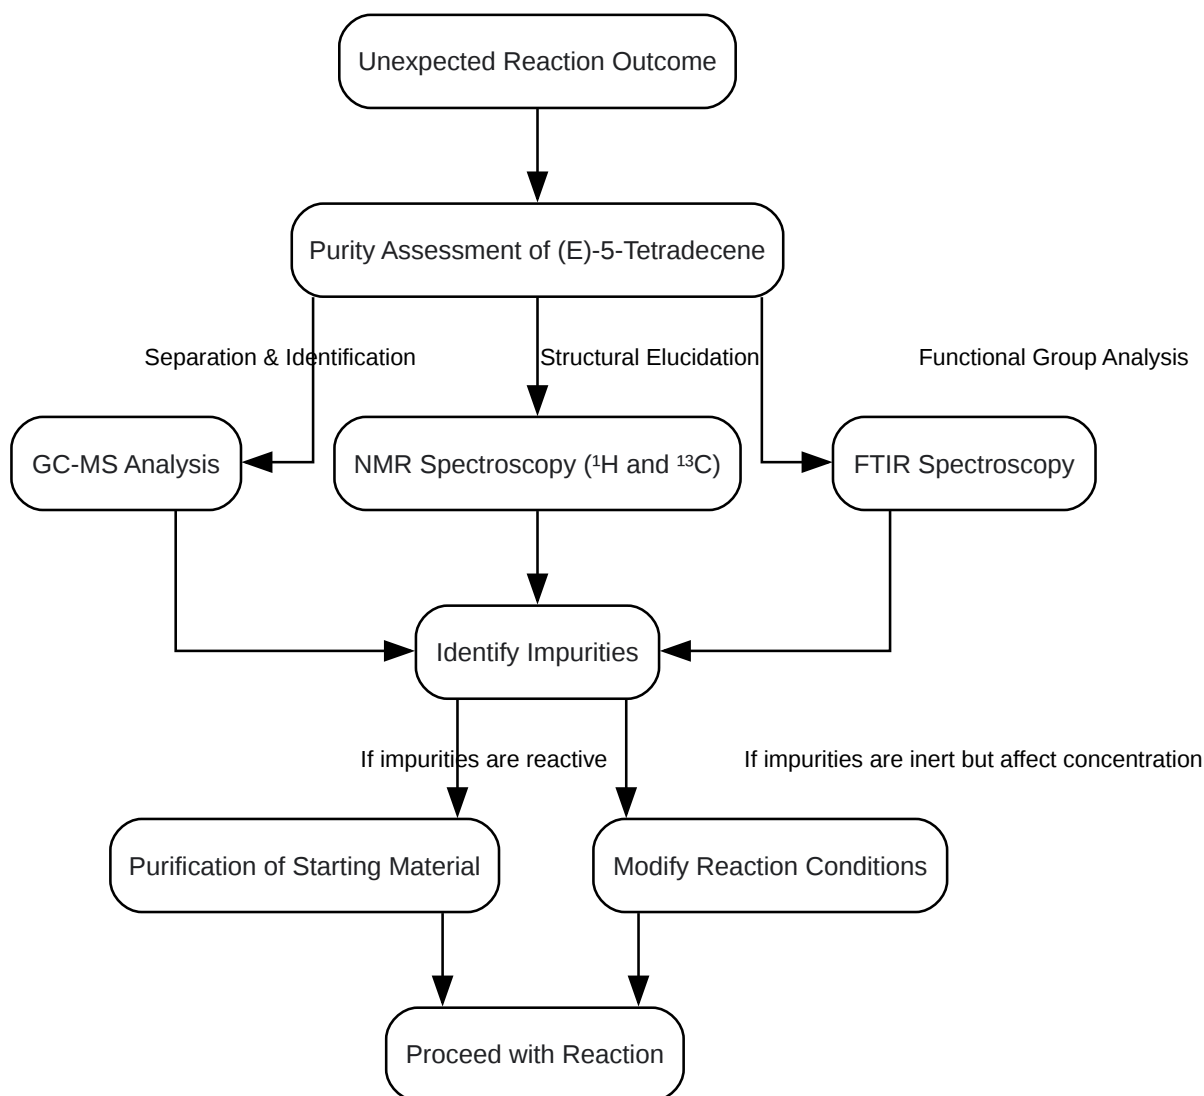 Unexpected Reaction Outcome
Purity Assessment of (E)-5-Tetradecene
Separation & Identification
Structural Elucidation
Functional Group Analysis
GC-MS Analysis
NMR Spectroscopy (¹H and ¹³C)
FTIR Spectroscopy
Identify Impurities
If impurities are reactive
If impurities are inert but affect concentration
Purification of Starting Material
Modify Reaction Conditions
Proceed with Reaction